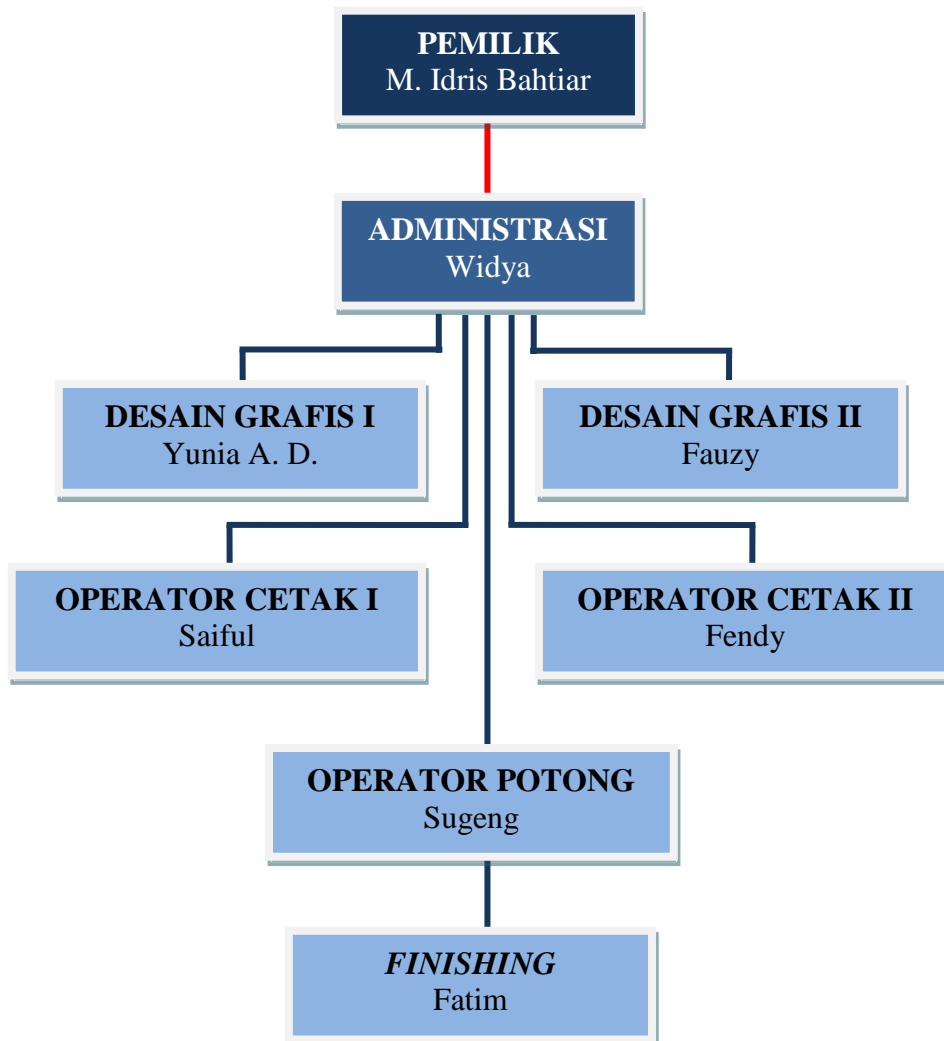 PEMILIK
M. Idris Bahtiar
ADMINISTRASI
Widya
DESAIN GRAFIS I
Yunia A. D.
DESAIN GRAFIS II
Fauzy
OPERATOR CETAK I
Saiful
OPERATOR CETAK II
Fendy
OPERATOR POTONG
Sugeng
FINISHING
Fatim